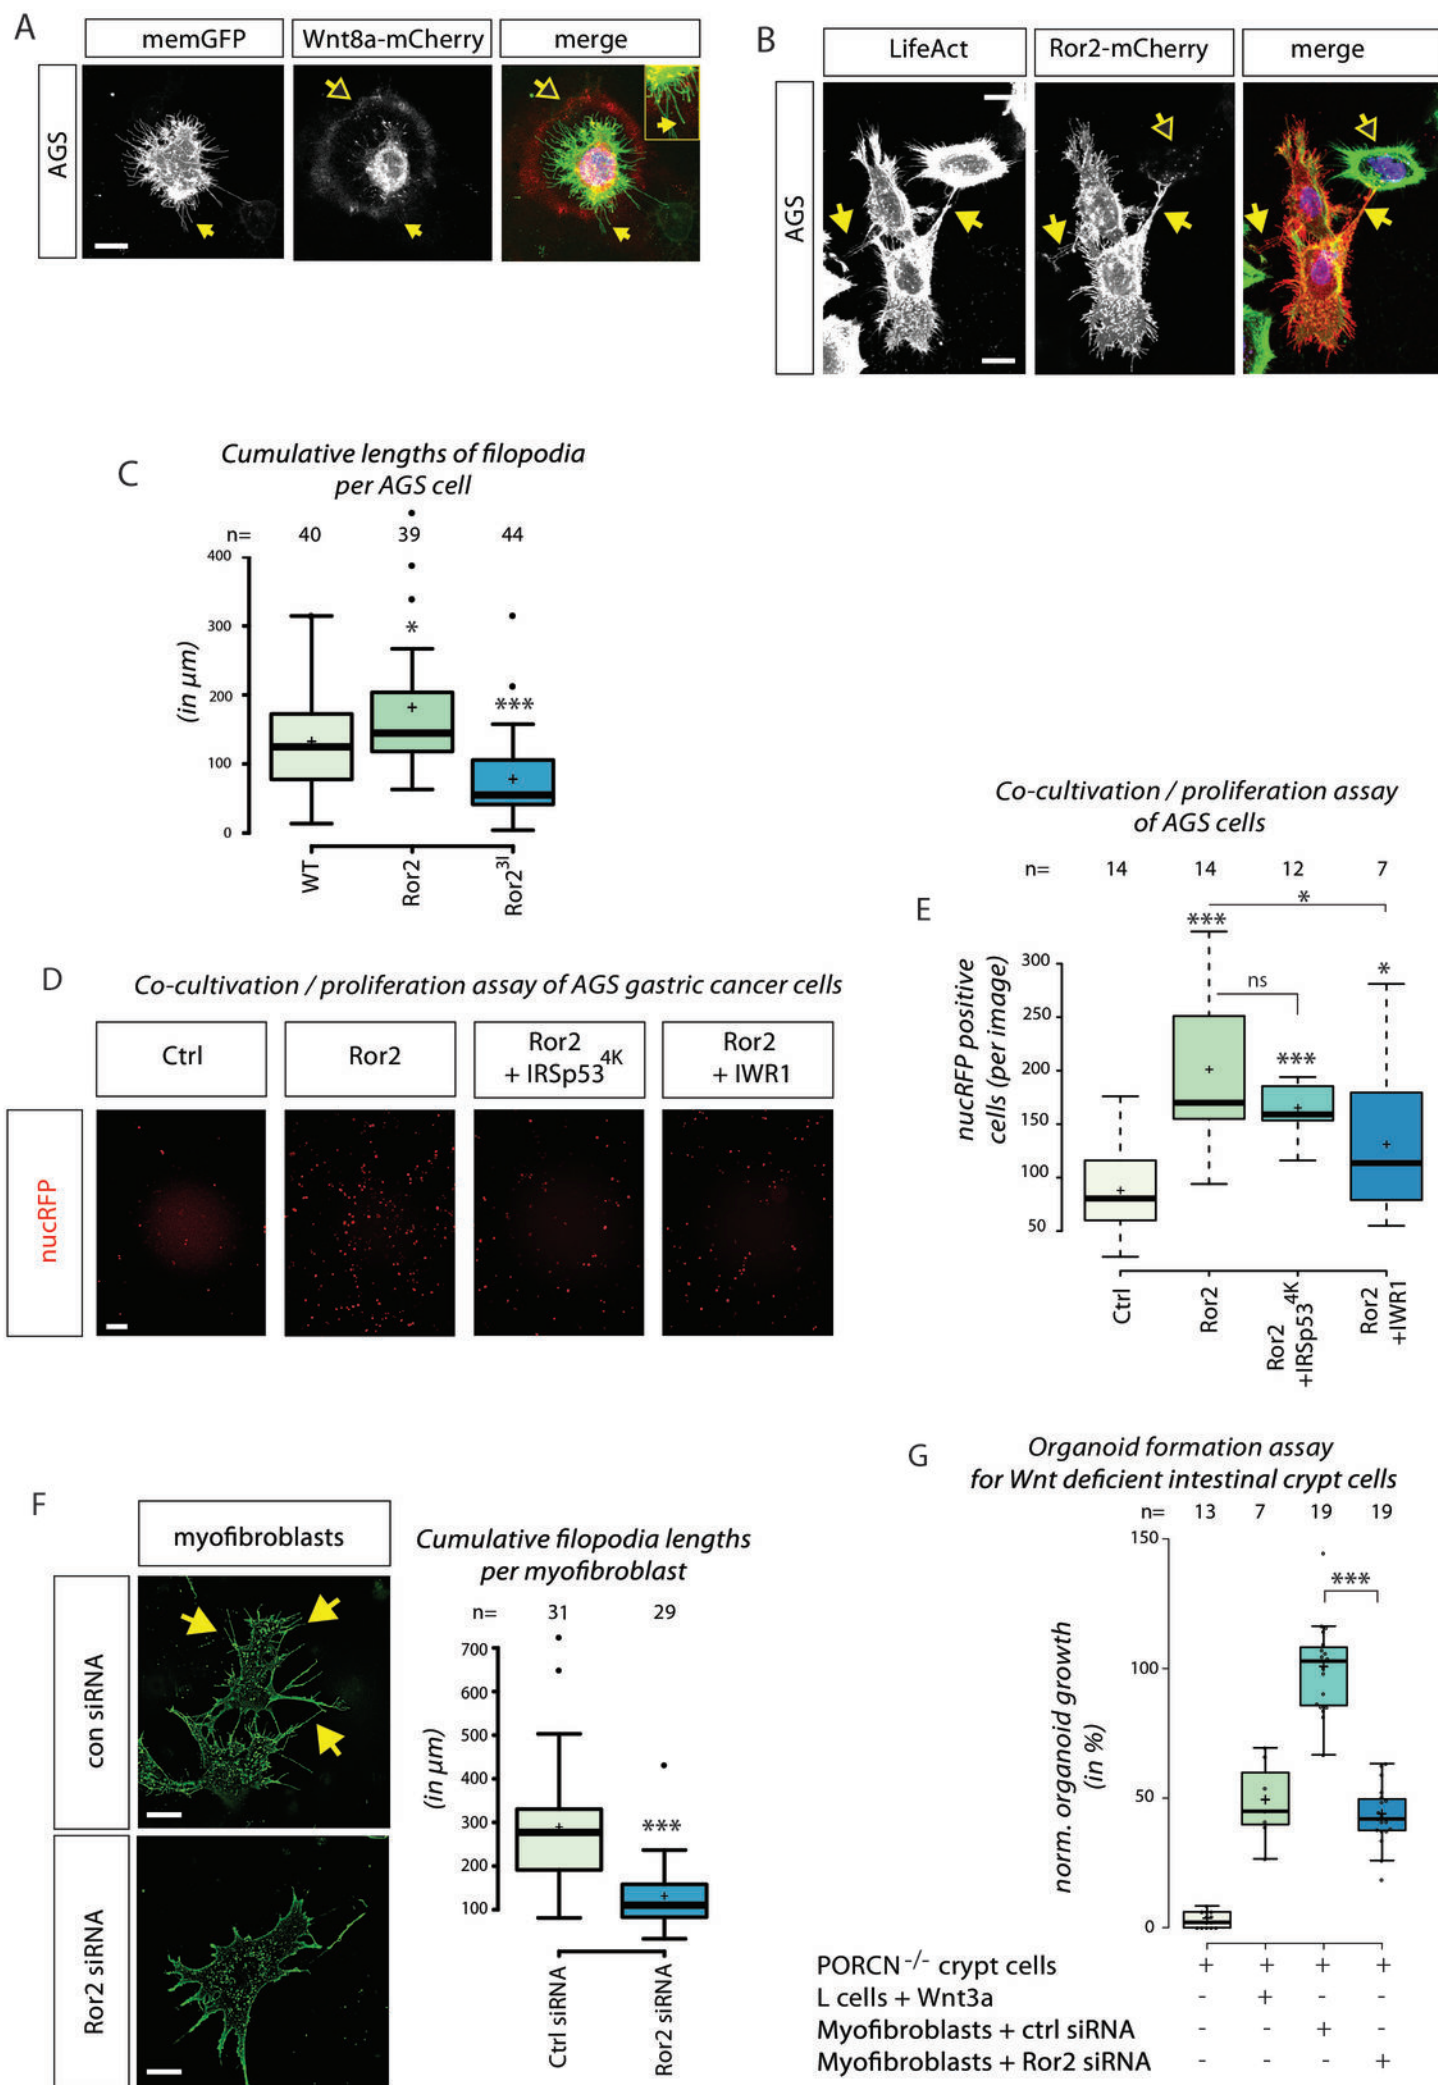 A
memGFP
Wnt8a-mCherry
merge
AGS
B
LifeAct
Ror2-mCherry
merge
AGS
C
Cumulative lengths of filopodia
per AGS cell
n= 40 39 44
400
300
200
100
0
(in µm)
*
***
WT
Ror2
Ror2³ᴵ
D
Co-cultivation / proliferation assay of AGS gastric cancer cells
Ctrl
Ror2
Ror2
+ IRSp53⁴ᴷ
Ror2
+ IWR1
nucRFP
Co-cultivation / proliferation assay
of AGS cells
n= 14 14 12 7
E
*
***
ns
***
*
nucRFP positive
cells (per image)
300
250
200
150
100
50
Ctrl
Ror2
Ror2
+IRSp53⁴ᴷ
Ror2
+IWR1
F
myofibroblasts
con siRNA
Ror2 siRNA
Cumulative filopodia lengths
per myofibroblast
n= 31 29
700
600
500
400
300
200
100
(in µm)
***
Ctrl siRNA
Ror2 siRNA
G
Organoid formation assay
for Wnt deficient intestinal crypt cells
n= 13 7 19 19
150
100
50
0
norm. organoid growth
(in %)
***
PORCN⁻/⁻ crypt cells + + + +
L cells + Wnt3a - + - -
Myofibroblasts + ctrl siRNA - - + -
Myofibroblasts + Ror2 siRNA - - - +